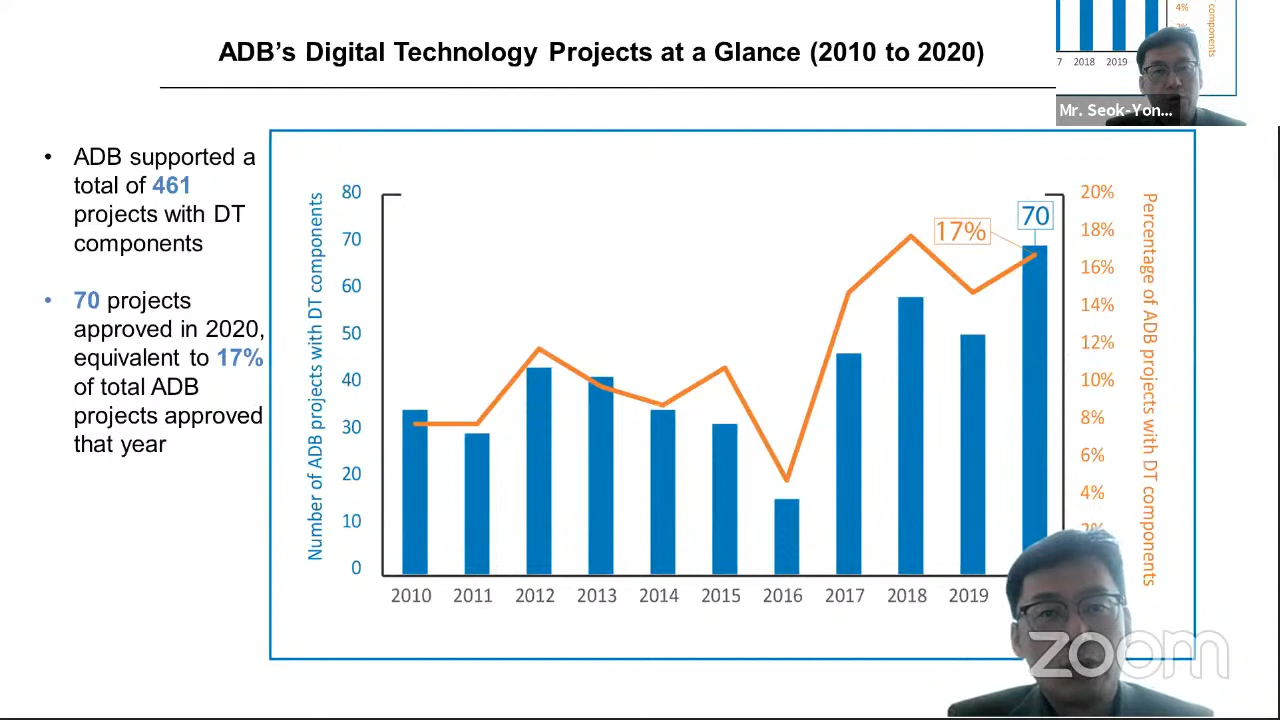 ADB’s Digital Technology Projects at a Glance (2010 to 2020)
4%
components
7 2018 2019
Mr. Seok-Yon...
• ADB supported a
total of 461
projects with DT
components
• 70 projects
approved in 2020,
equivalent to 17%
of total ADB
projects approved
that year
Number of ADB projects with DT components
80
70
60
50
40
30
20
10
0
17%
70
20%
18%
16%
14%
12%
10%
8%
6%
4%
2%
Percentage of ADB projects with DT components
2010 2011 2012 2013 2014 2015 2016 2017 2018 2019
zoom